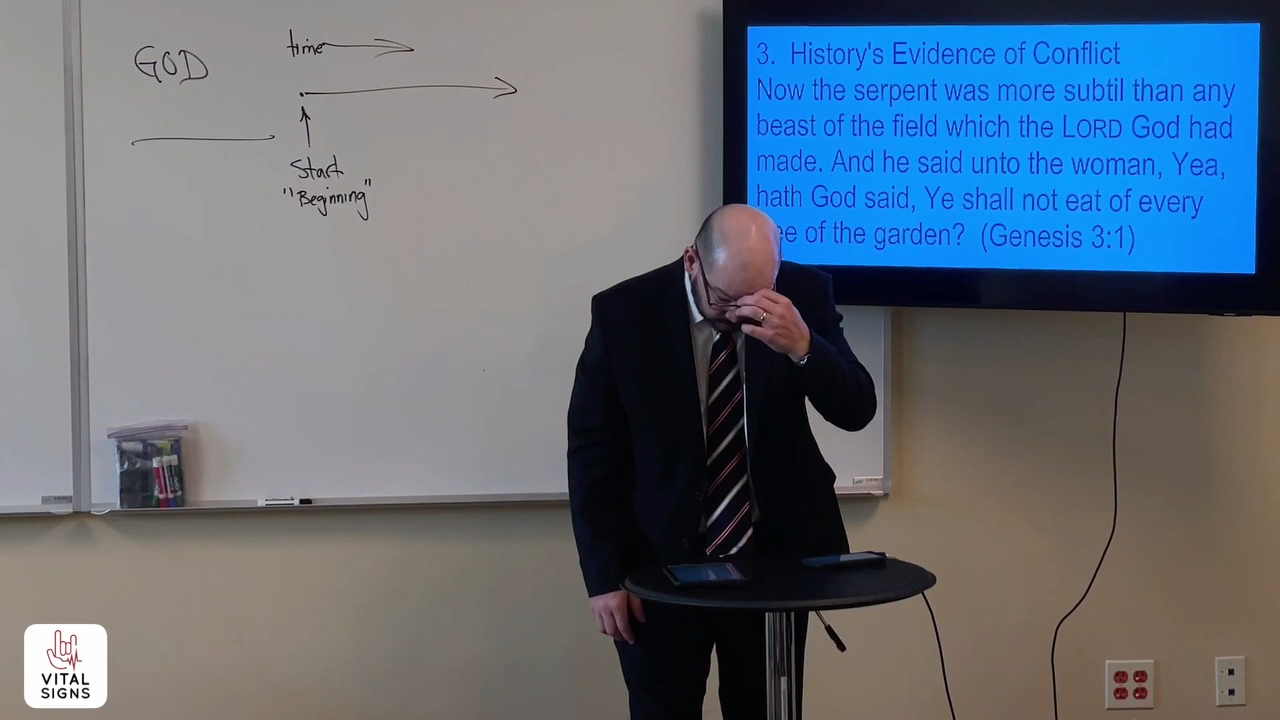 GOD
time
Start
"Beginning"
3. History's Evidence of Conflict
Now the serpent was more subtil than any
beast of the field which the LORD God had
made. And he said unto the woman, Yea,
hath God said, Ye shall not eat of every
ee of the garden? (Genesis 3:1)
VITAL
SIGNS